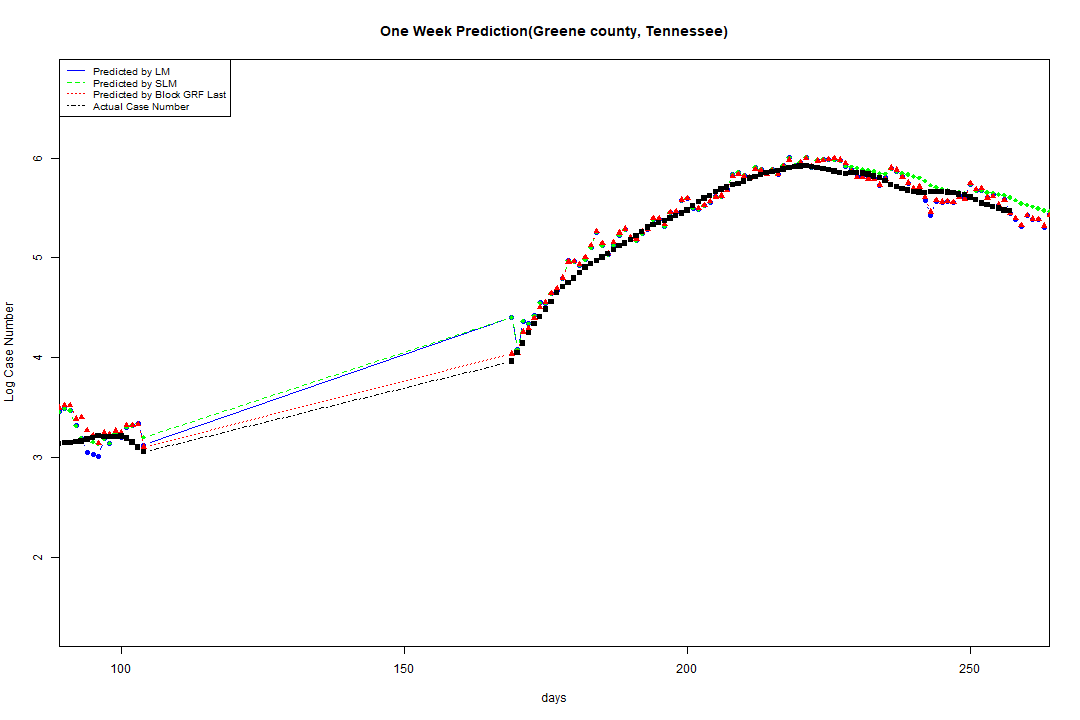 One Week Prediction(Greene county, Tennessee)
Predicted by LM
Predicted by SLM
Predicted by Block GRF Last
Actual Case Number
6
5
4
3
2
Log Case Number
100 150 200 250
days